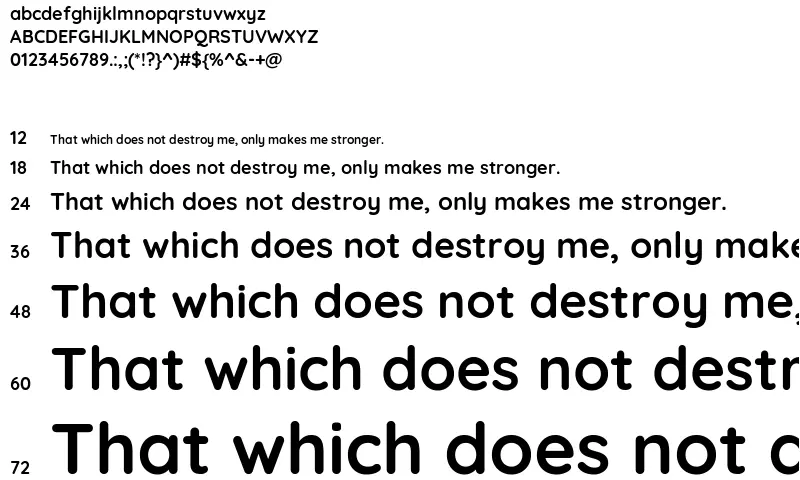 abcdefghijklmnopqrstuvwxyz
ABCDEFGHIJKLMNOPQRSTUVWXYZ
0123456789.:,;(*!?}^)#${%^&-+@
12 That which does not destroy me, only makes me stronger.
18 That which does not destroy me, only makes me stronger.
24 That which does not destroy me, only makes me stronger.
36 That which does not destroy me, only make
48 That which does not destroy me,
60 That which does not destr
72 That which does not d